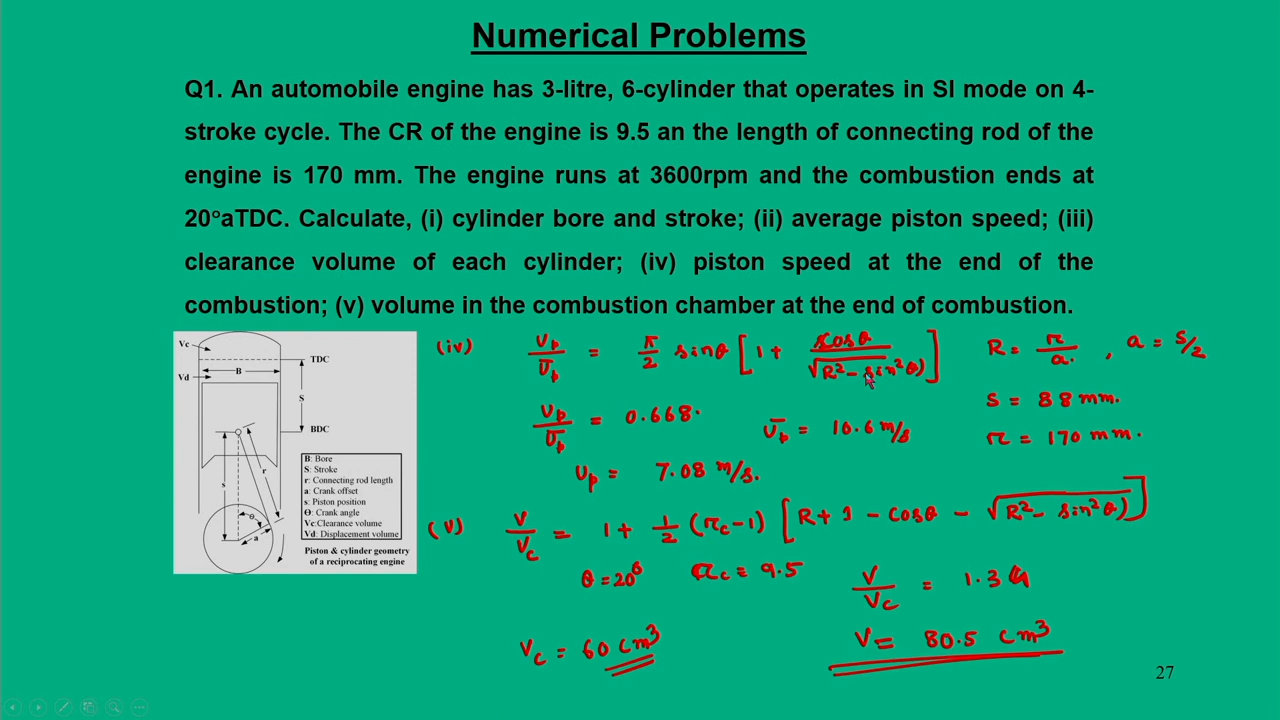 Numerical Problems
Q1. An automobile engine has 3-litre, 6-cylinder that operates in SI mode on 4-
stroke cycle. The CR of the engine is 9.5 an the length of connecting rod of the
engine is 170 mm. The engine runs at 3600rpm and the combustion ends at
20°aTDC. Calculate, (i) cylinder bore and stroke; (ii) average piston speed; (iii)
clearance volume of each cylinder; (iv) piston speed at the end of the
combustion; (v) volume in the combustion chamber at the end of combustion.
Vc
TDC
Vd
B
S
BDC
r
s
Θ
a
B: Bore
S: Stroke
r: Connecting rod length
a: Crank offset
s: Piston position
Θ: Crank angle
Vc:Clearance volume
Vd: Displacement volume
Piston & cylinder geometry
of a reciprocating engine
(iv) Up/Ūp = π/2 sinθ [1 + cosθ/√(R² - sin²θ)] R = r/a, a = S/2
S = 88 mm.
Up/Ūp = 0.668. Ūp = 10.6 m/s r = 170 mm.
Up = 7.08 m/s.
(v) V/Vc = 1 + 1/2 (rc - 1) [R + 1 - cosθ - √(R² - sin²θ)]
θ = 20° rc = 9.5 V/Vc = 1.34
Vc = 60 cm³ V = 80.5 cm³
27